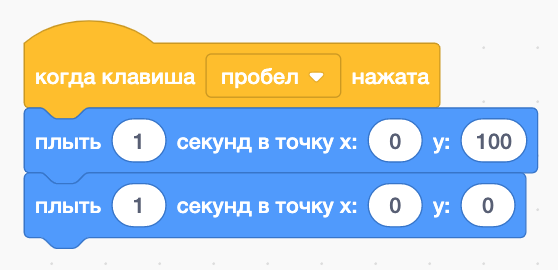 когда клавиша пробел нажата
плыть 1 секунд в точку x: 0 y: 100
плыть 1 секунд в точку x: 0 y: 0